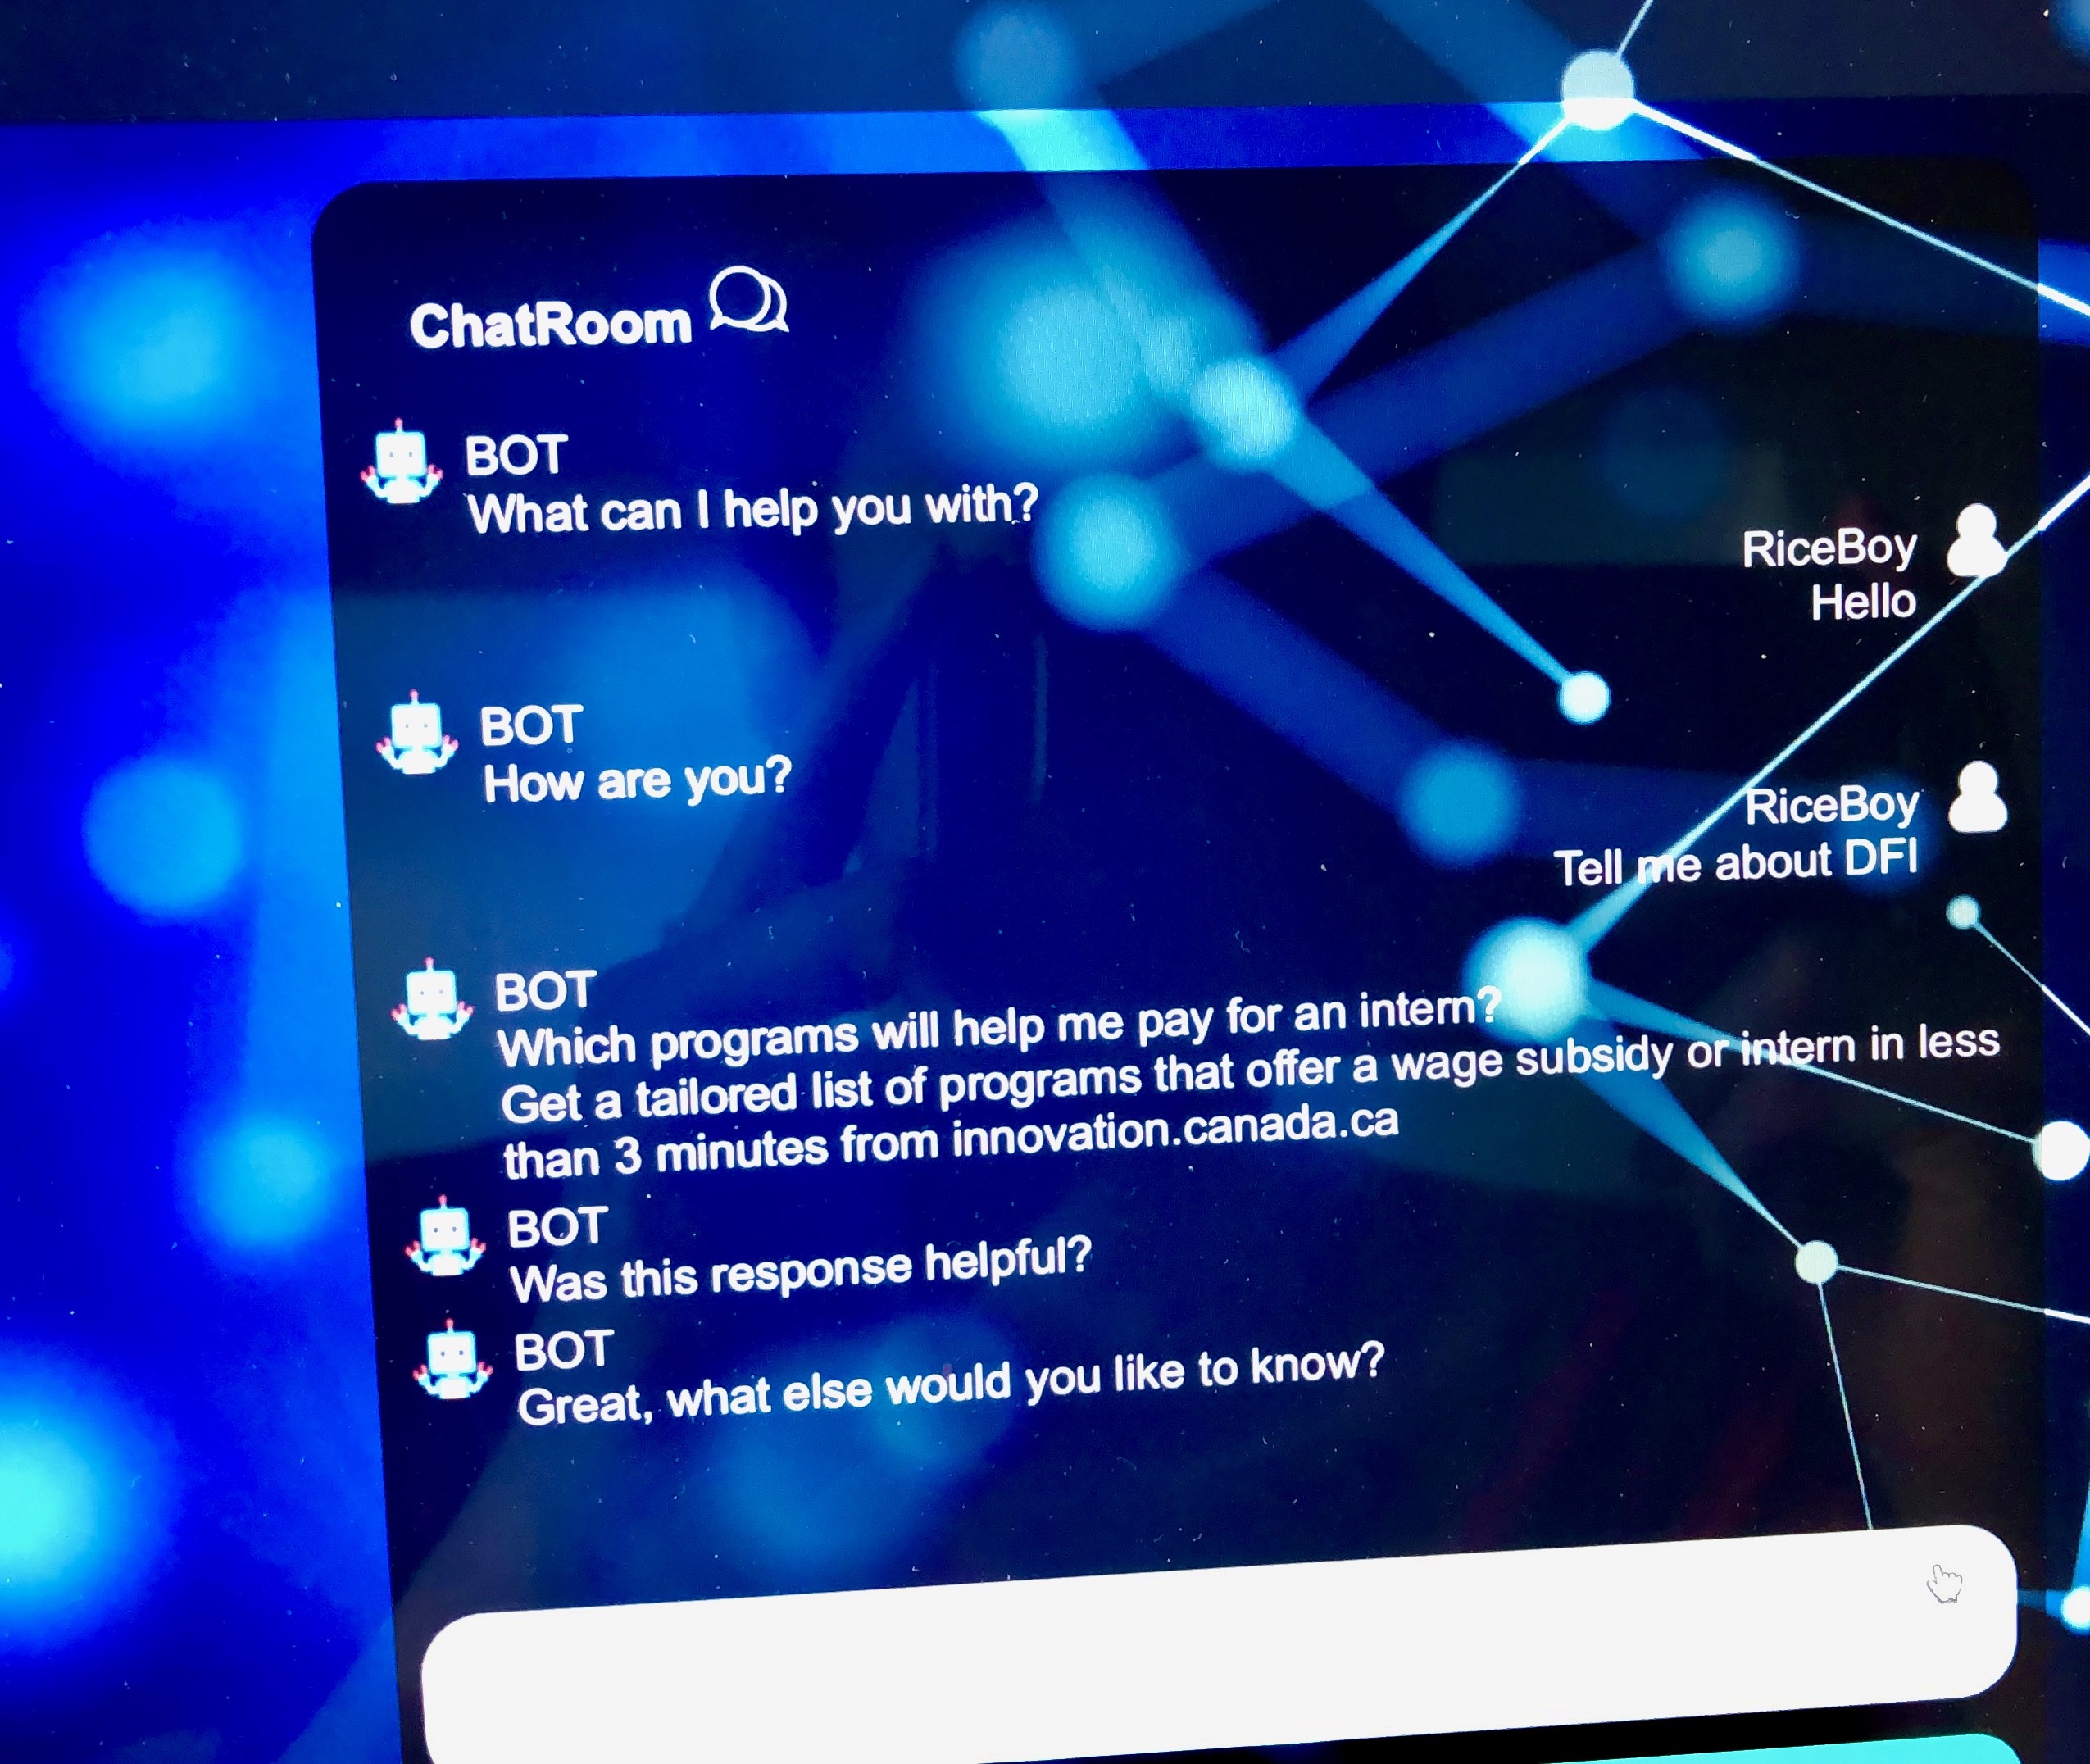 ChatRoom
BOT
What can I help you with?
RiceBoy
Hello
BOT
How are you?
RiceBoy
Tell me about DFI
BOT
Which programs will help me pay for an intern?
Get a tailored list of programs that offer a wage subsidy or intern in less
than 3 minutes from innovation.canada.ca
BOT
Was this response helpful?
BOT
Great, what else would you like to know?